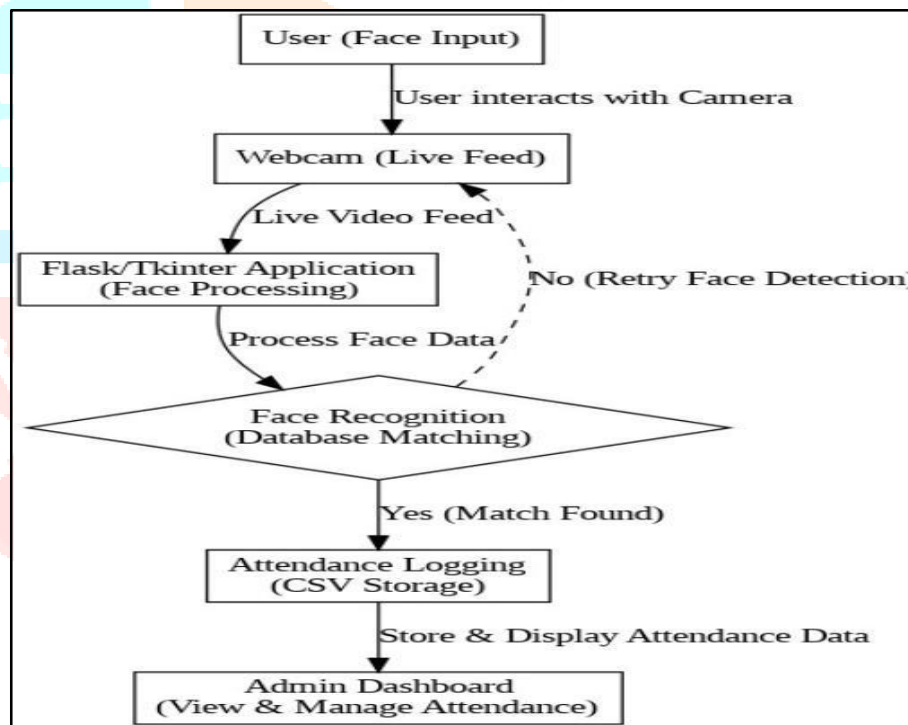 User (Face Input)
User interacts with Camera
Webcam (Live Feed)
Live Video Feed
Flask/Tkinter Application
(Face Processing)
No (Retry Face Detection)
Process Face Data
Face Recognition
(Database Matching)
Yes (Match Found)
Attendance Logging
(CSV Storage)
Store & Display Attendance Data
Admin Dashboard
(View & Manage Attendance)